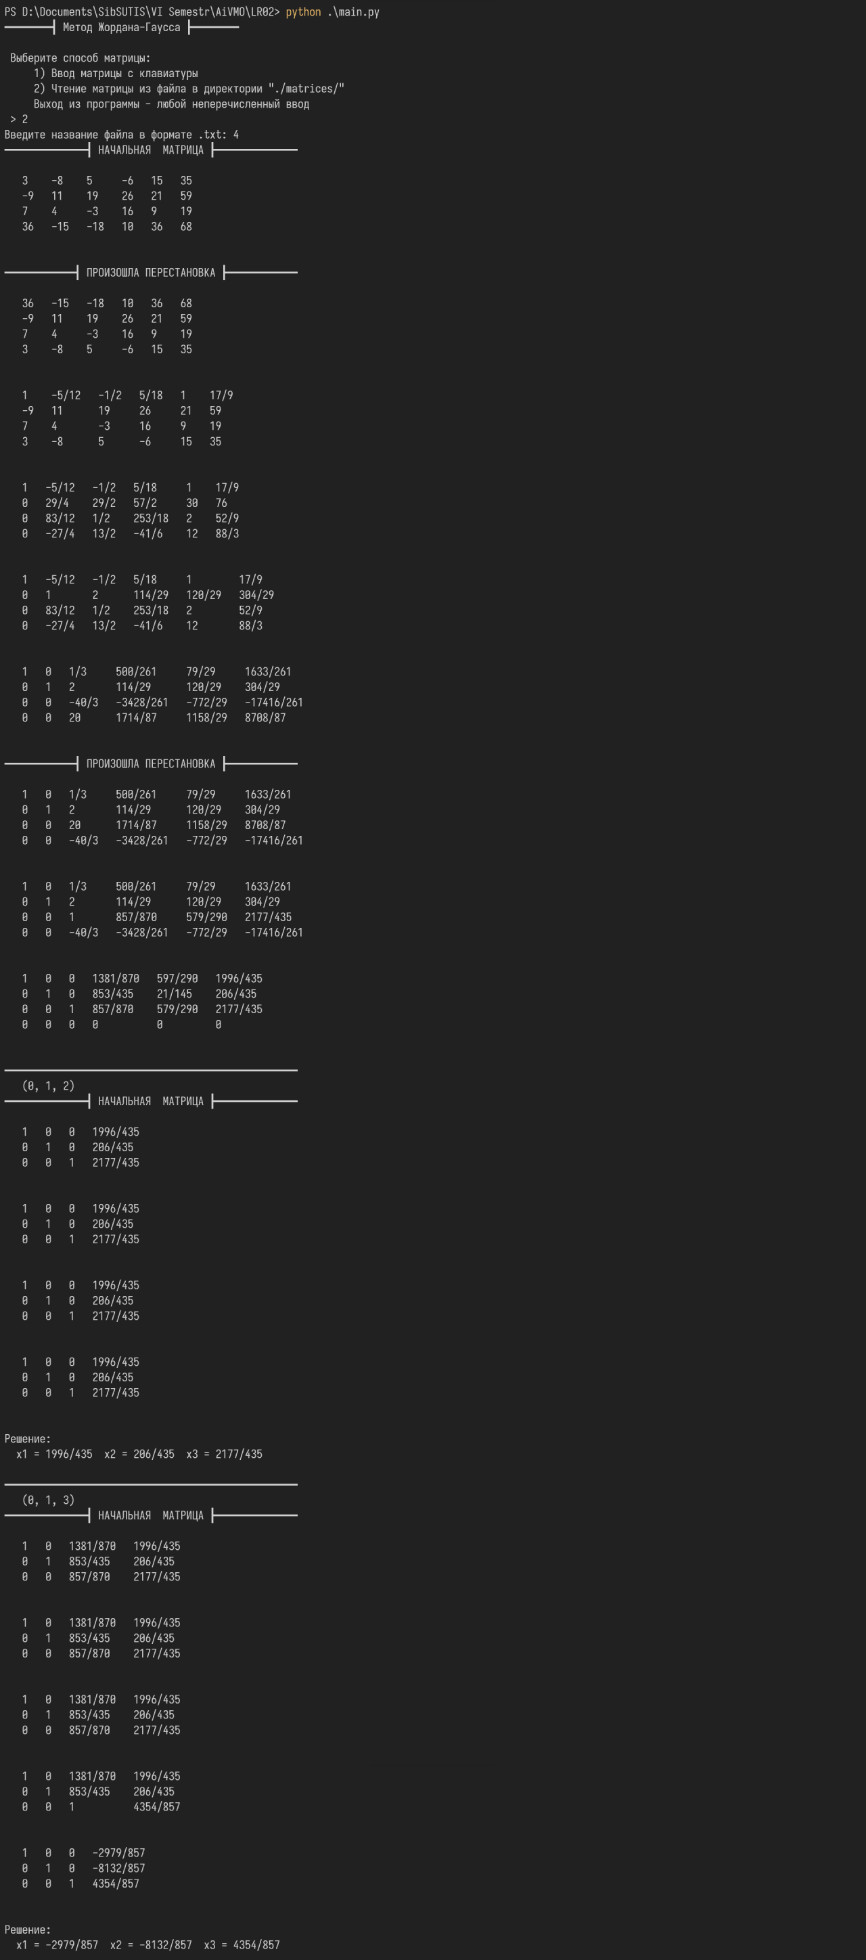 PS D:\Documents\SibSUTIS\VI Semestr\AiVMO\LR02> python .\main.py
Метод Жордана-Гаусса
Выберите способ матрицы:
1) Ввод матрицы с клавиатуры
2) Чтение матрицы из файла в директории "./matrices/"
Выход из программы - любой неперечисленный ввод
> 2
Введите название файла в формате .txt: 4
НАЧАЛЬНАЯ МАТРИЦА
3 -8 5 -6 15 35
-9 11 19 26 21 59
7 4 -3 16 9 19
36 -15 -18 10 36 68
ПРОИЗОШЛА ПЕРЕСТАНОВКА
36 -15 -18 10 36 68
-9 11 19 26 21 59
7 4 -3 16 9 19
3 -8 5 -6 15 35
1 -5/12 -1/2 5/18 1 17/9
-9 11 19 26 21 59
7 4 -3 16 9 19
3 -8 5 -6 15 35
1 -5/12 -1/2 5/18 1 17/9
0 29/4 29/2 57/2 30 76
0 83/12 1/2 253/18 2 52/9
0 -27/4 13/2 -41/6 12 88/3
1 -5/12 -1/2 5/18 1 17/9
0 1 2 114/29 120/29 304/29
0 83/12 1/2 253/18 2 52/9
0 -27/4 13/2 -41/6 12 88/3
1 0 1/3 500/261 79/29 1633/261
0 1 2 114/29 120/29 304/29
0 0 -40/3 -3428/261 -772/29 -17416/261
0 0 20 1714/87 1158/29 8708/87
ПРОИЗОШЛА ПЕРЕСТАНОВКА
1 0 1/3 500/261 79/29 1633/261
0 1 2 114/29 120/29 304/29
0 0 20 1714/87 1158/29 8708/87
0 0 -40/3 -3428/261 -772/29 -17416/261
1 0 1/3 500/261 79/29 1633/261
0 1 2 114/29 120/29 304/29
0 0 1 857/870 579/290 2177/435
0 0 -40/3 -3428/261 -772/29 -17416/261
1 0 0 1381/870 597/290 1996/435
0 1 0 853/435 21/145 206/435
0 0 1 857/870 579/290 2177/435
0 0 0 0 0 0
(0, 1, 2)
НАЧАЛЬНАЯ МАТРИЦА
1 0 0 1996/435
0 1 0 206/435
0 0 1 2177/435
1 0 0 1996/435
0 1 0 206/435
0 0 1 2177/435
1 0 0 1996/435
0 1 0 206/435
0 0 1 2177/435
1 0 0 1996/435
0 1 0 206/435
0 0 1 2177/435
Решение:
x1 = 1996/435 x2 = 206/435 x3 = 2177/435
(0, 1, 3)
НАЧАЛЬНАЯ МАТРИЦА
1 0 1381/870 1996/435
0 1 853/435 206/435
0 0 857/870 2177/435
1 0 1381/870 1996/435
0 1 853/435 206/435
0 0 857/870 2177/435
1 0 1381/870 1996/435
0 1 853/435 206/435
0 0 857/870 2177/435
1 0 1381/870 1996/435
0 1 853/435 206/435
0 0 1 4354/857
1 0 0 -2979/857
0 1 0 -8132/857
0 0 1 4354/857
Решение:
x1 = -2979/857 x2 = -8132/857 x3 = 4354/857